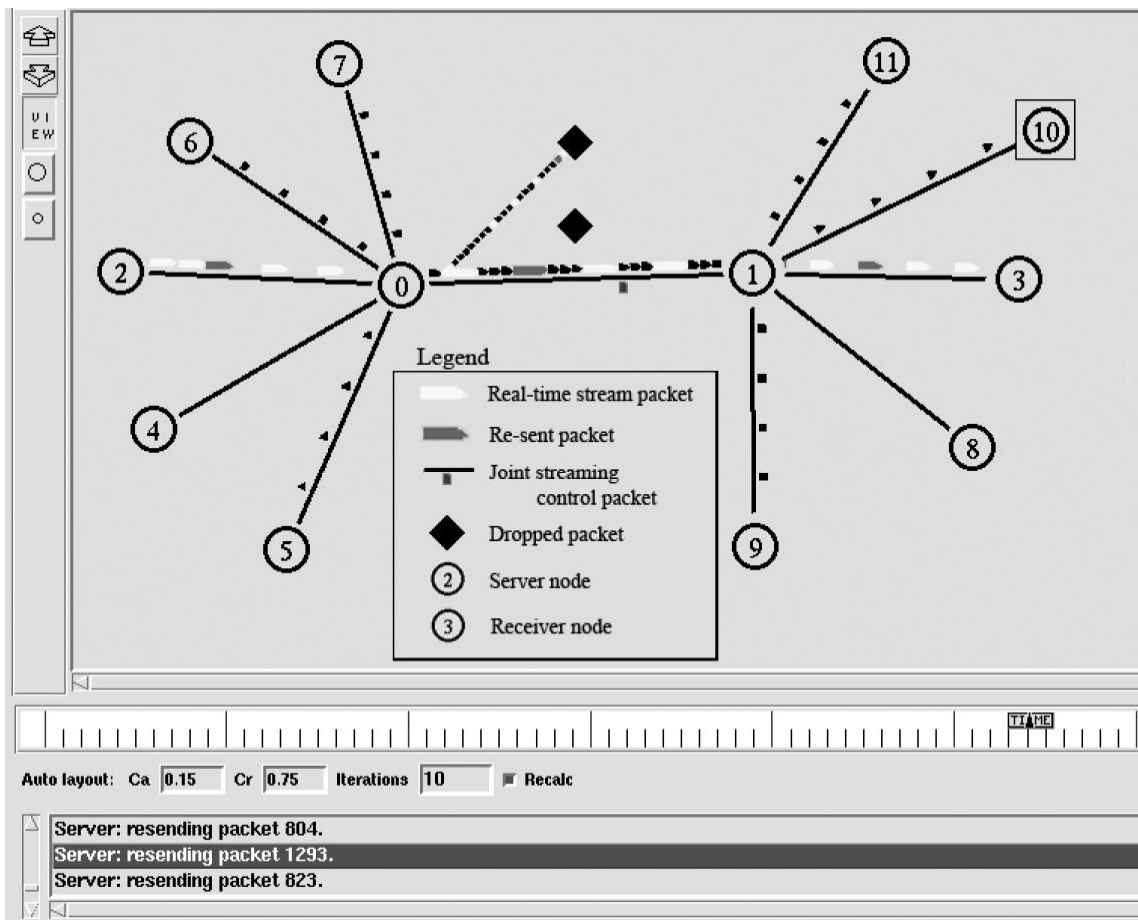 VI
EW
7
11
6
10
2
0
1
3
4
8
5
9
Legend
Real-time stream packet
Re-sent packet
Joint streaming
control packet
Dropped packet
2 Server node
3 Receiver node
TIME
Auto layout: Ca 0.15 Cr 0.75 Iterations 10 Recalc
Server: resending packet 804.
Server: resending packet 1293.
Server: resending packet 823.